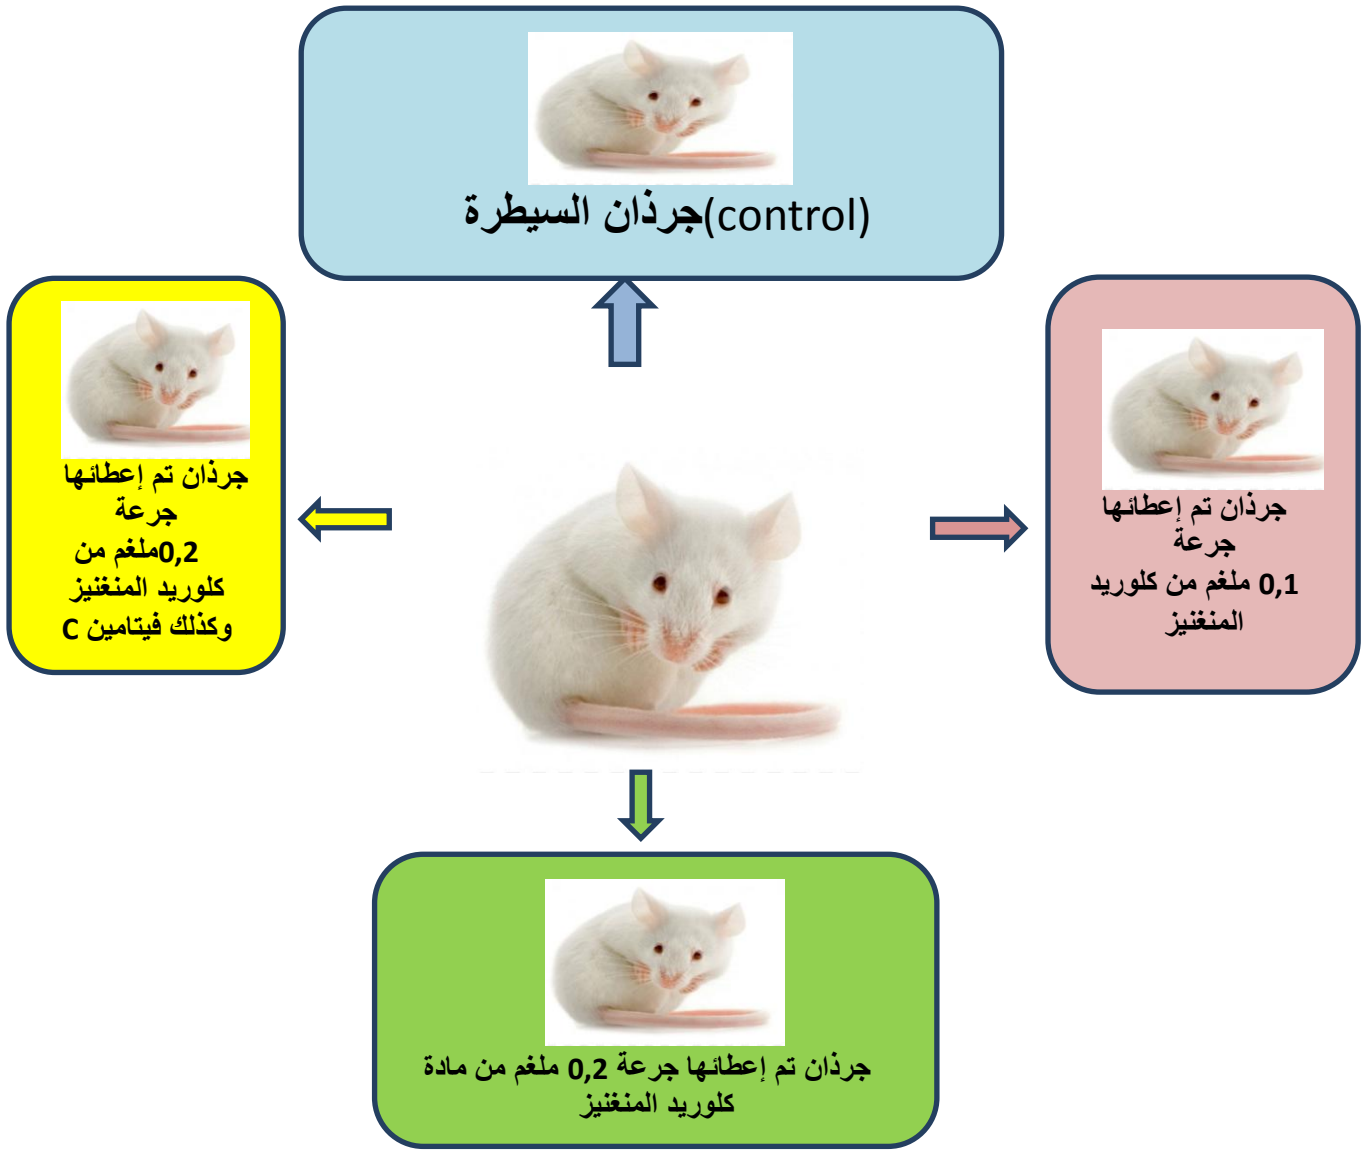 جرذان السيطرة(control)
جرذان تم إعطائها
جرعة
0,1 ملغم من كلوريد
المنغنيز
جرذان تم إعطائها
جرعة
0,2ملغم من
كلوريد المنغنيز
وكذلك فيتامين C
جرذان تم إعطائها جرعة 0,2 ملغم من مادة
كلوريد المنغنيز